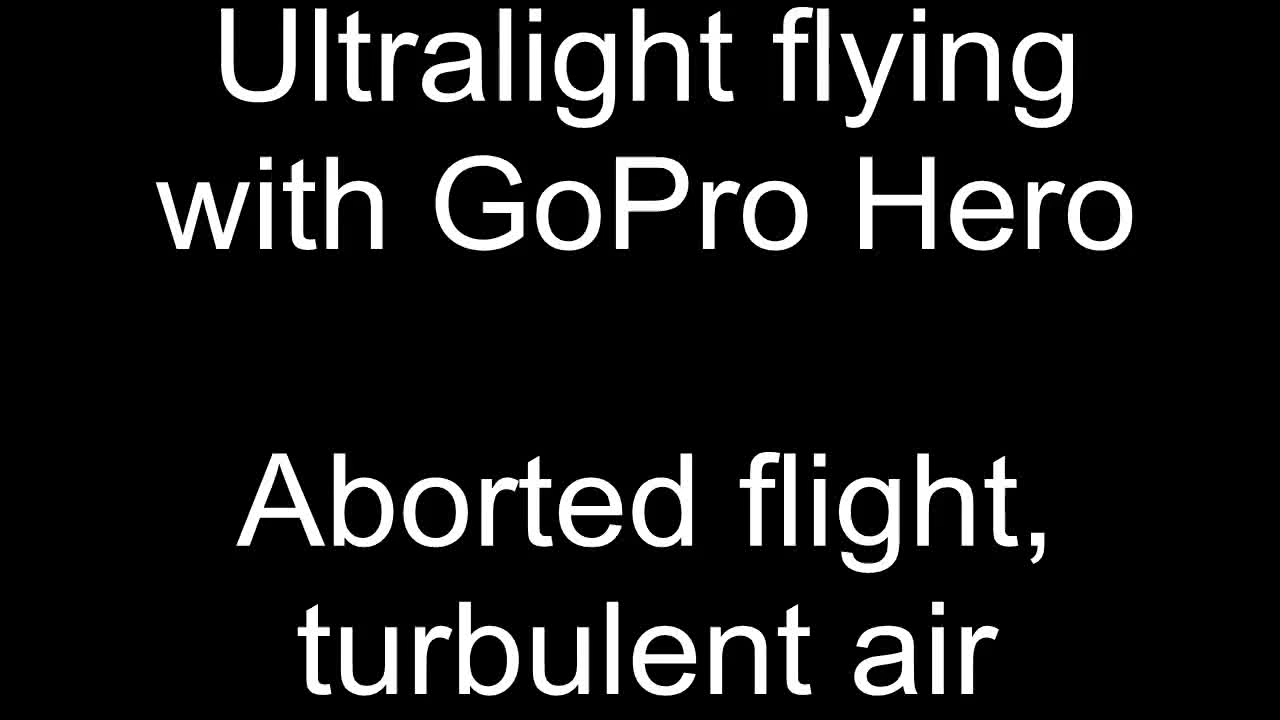 Ultralight flying
with GoPro Hero
Aborted flight,
turbulent air